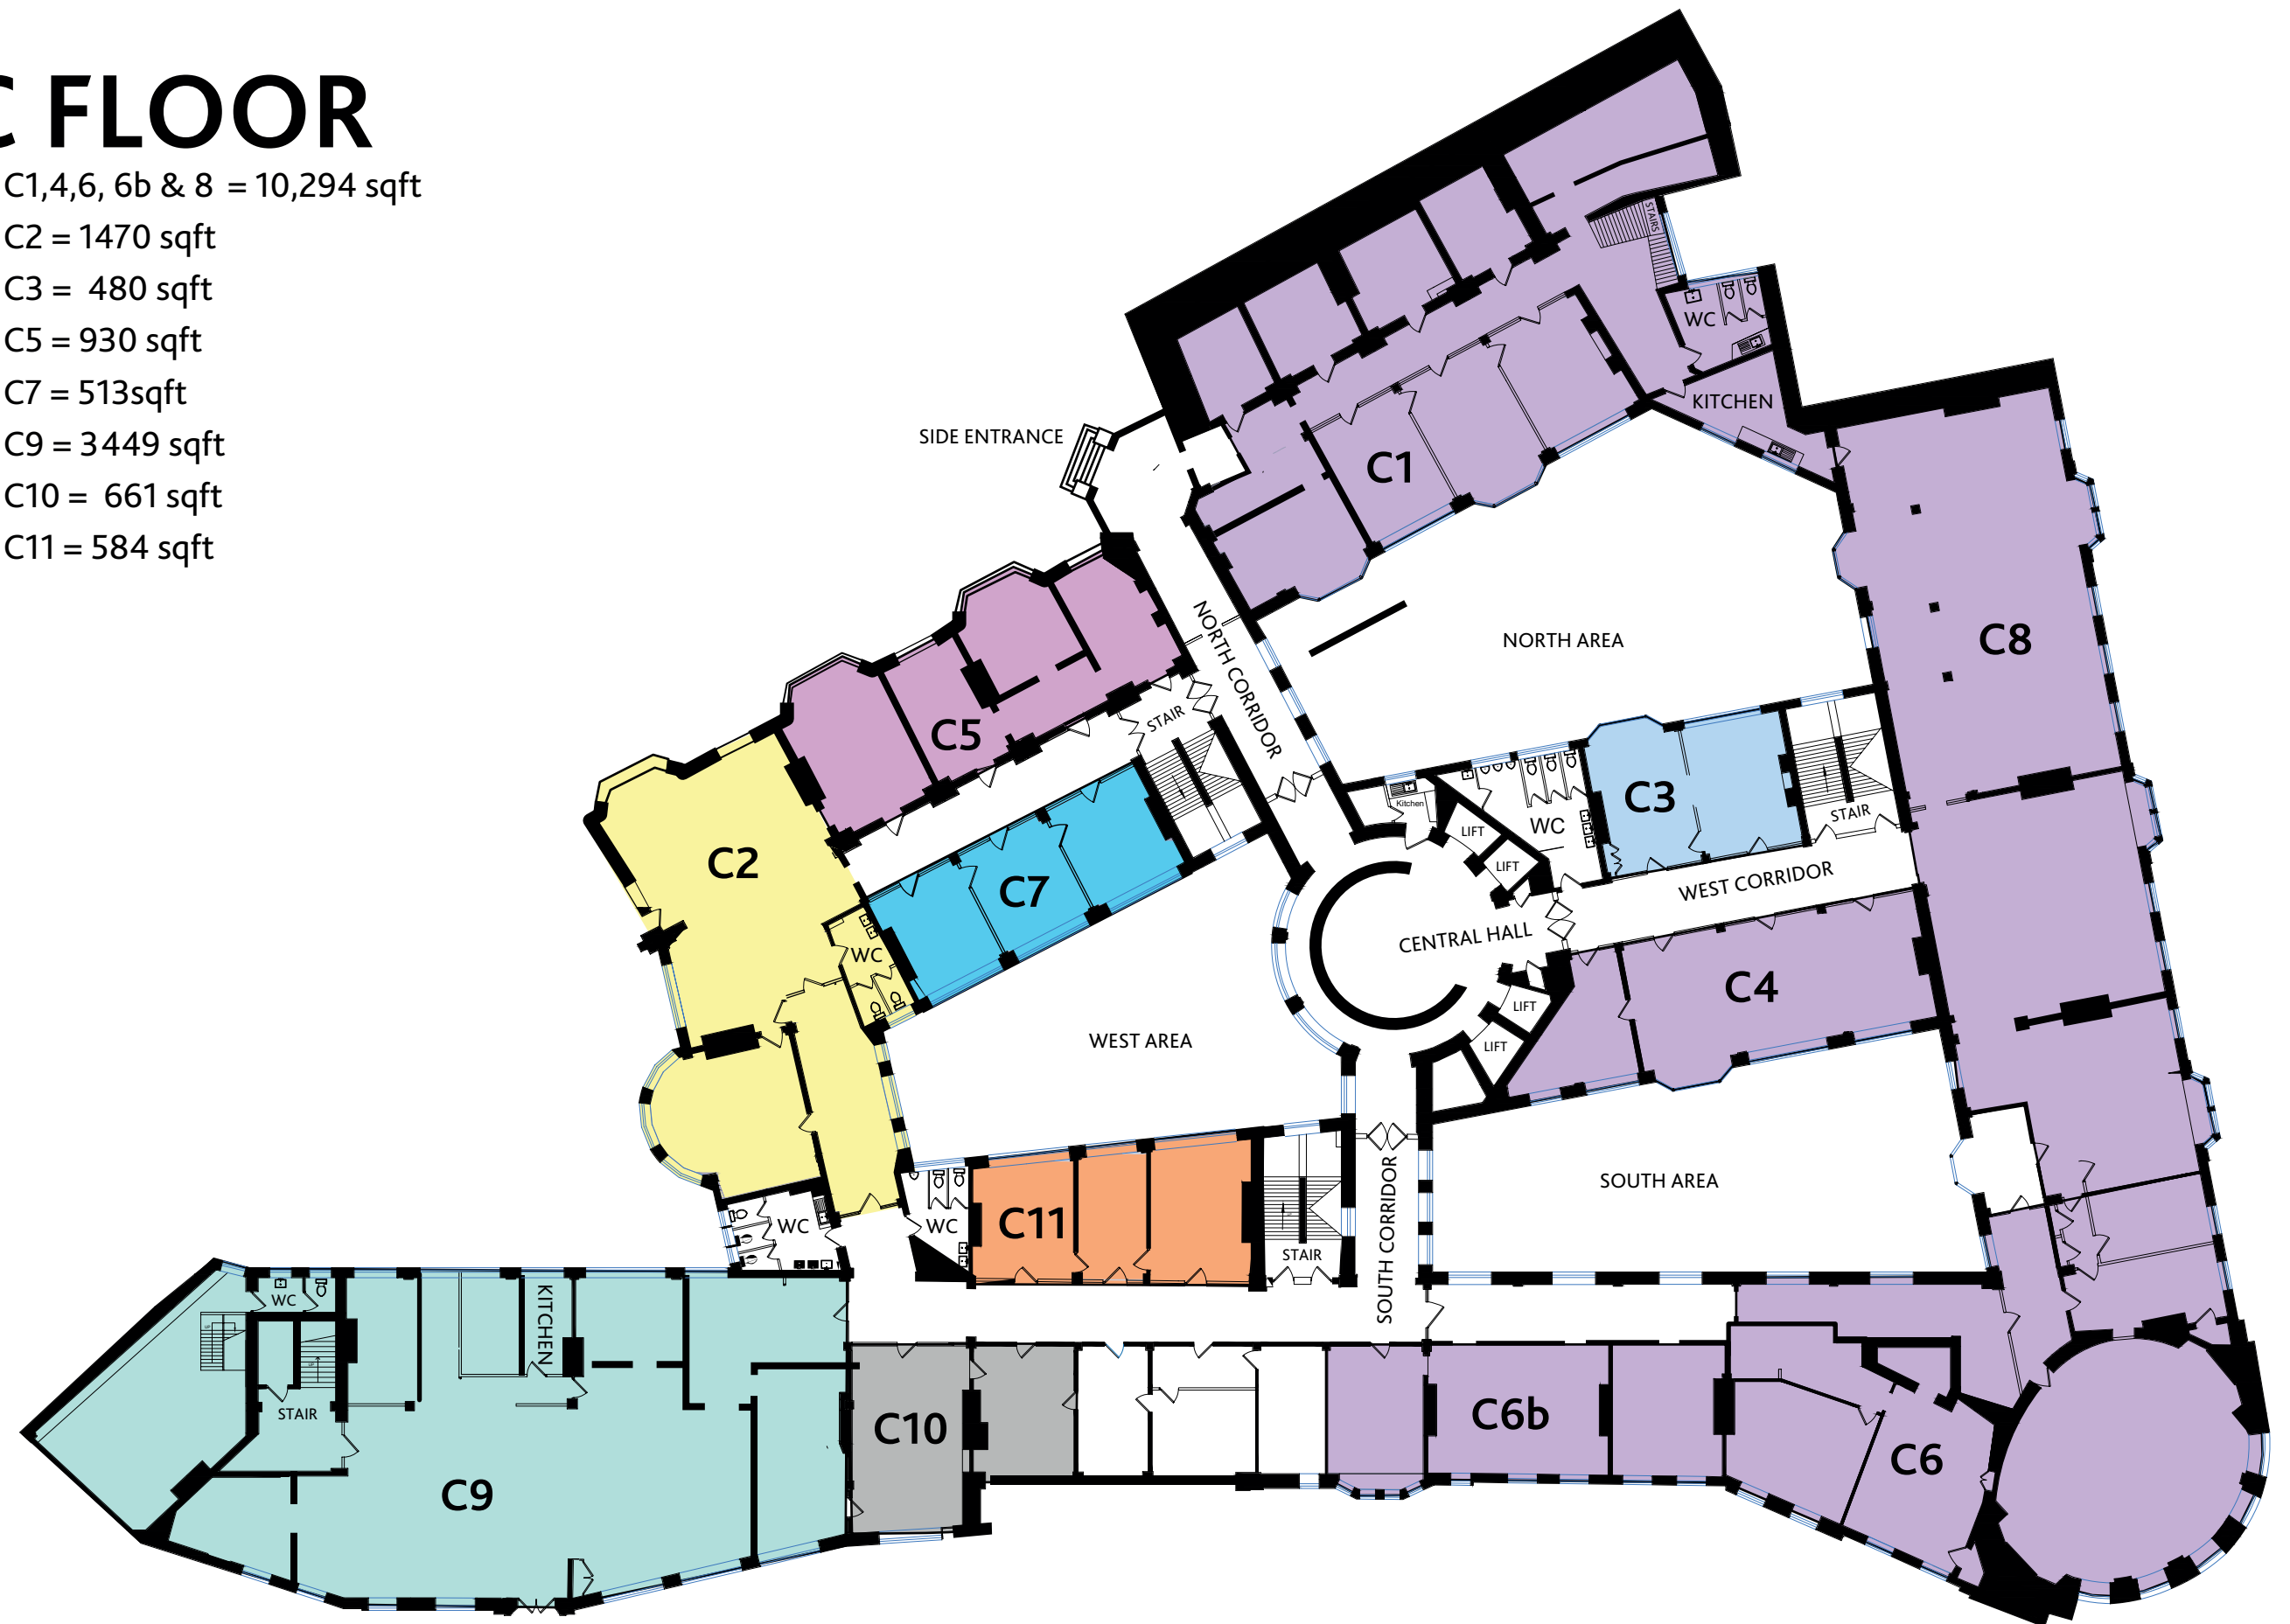 C FLOOR
C1,4,6, 6b & 8 = 10,294 sqft
C2 = 1470 sqft
C3 = 480 sqft
C5 = 930 sqft
C7 = 513sqft
C9 = 3449 sqft
C10 = 661 sqft
C11 = 584 sqft
STAIRS
WC
KITCHEN
SIDE ENTRANCE
C1
NORTH CORRIDOR
NORTH AREA
C8
C5
STAIR
C3
Kitchen
LIFT
WC
STAIR
LIFT
C2
C7
WEST CORRIDOR
CENTRAL HALL
WC
C4
LIFT
WEST AREA
LIFT
SOUTH AREA
C11
WC
WC
SOUTH CORRIDOR
STAIR
WC
KITCHEN
STAIR
C10
C6b
C6
C9